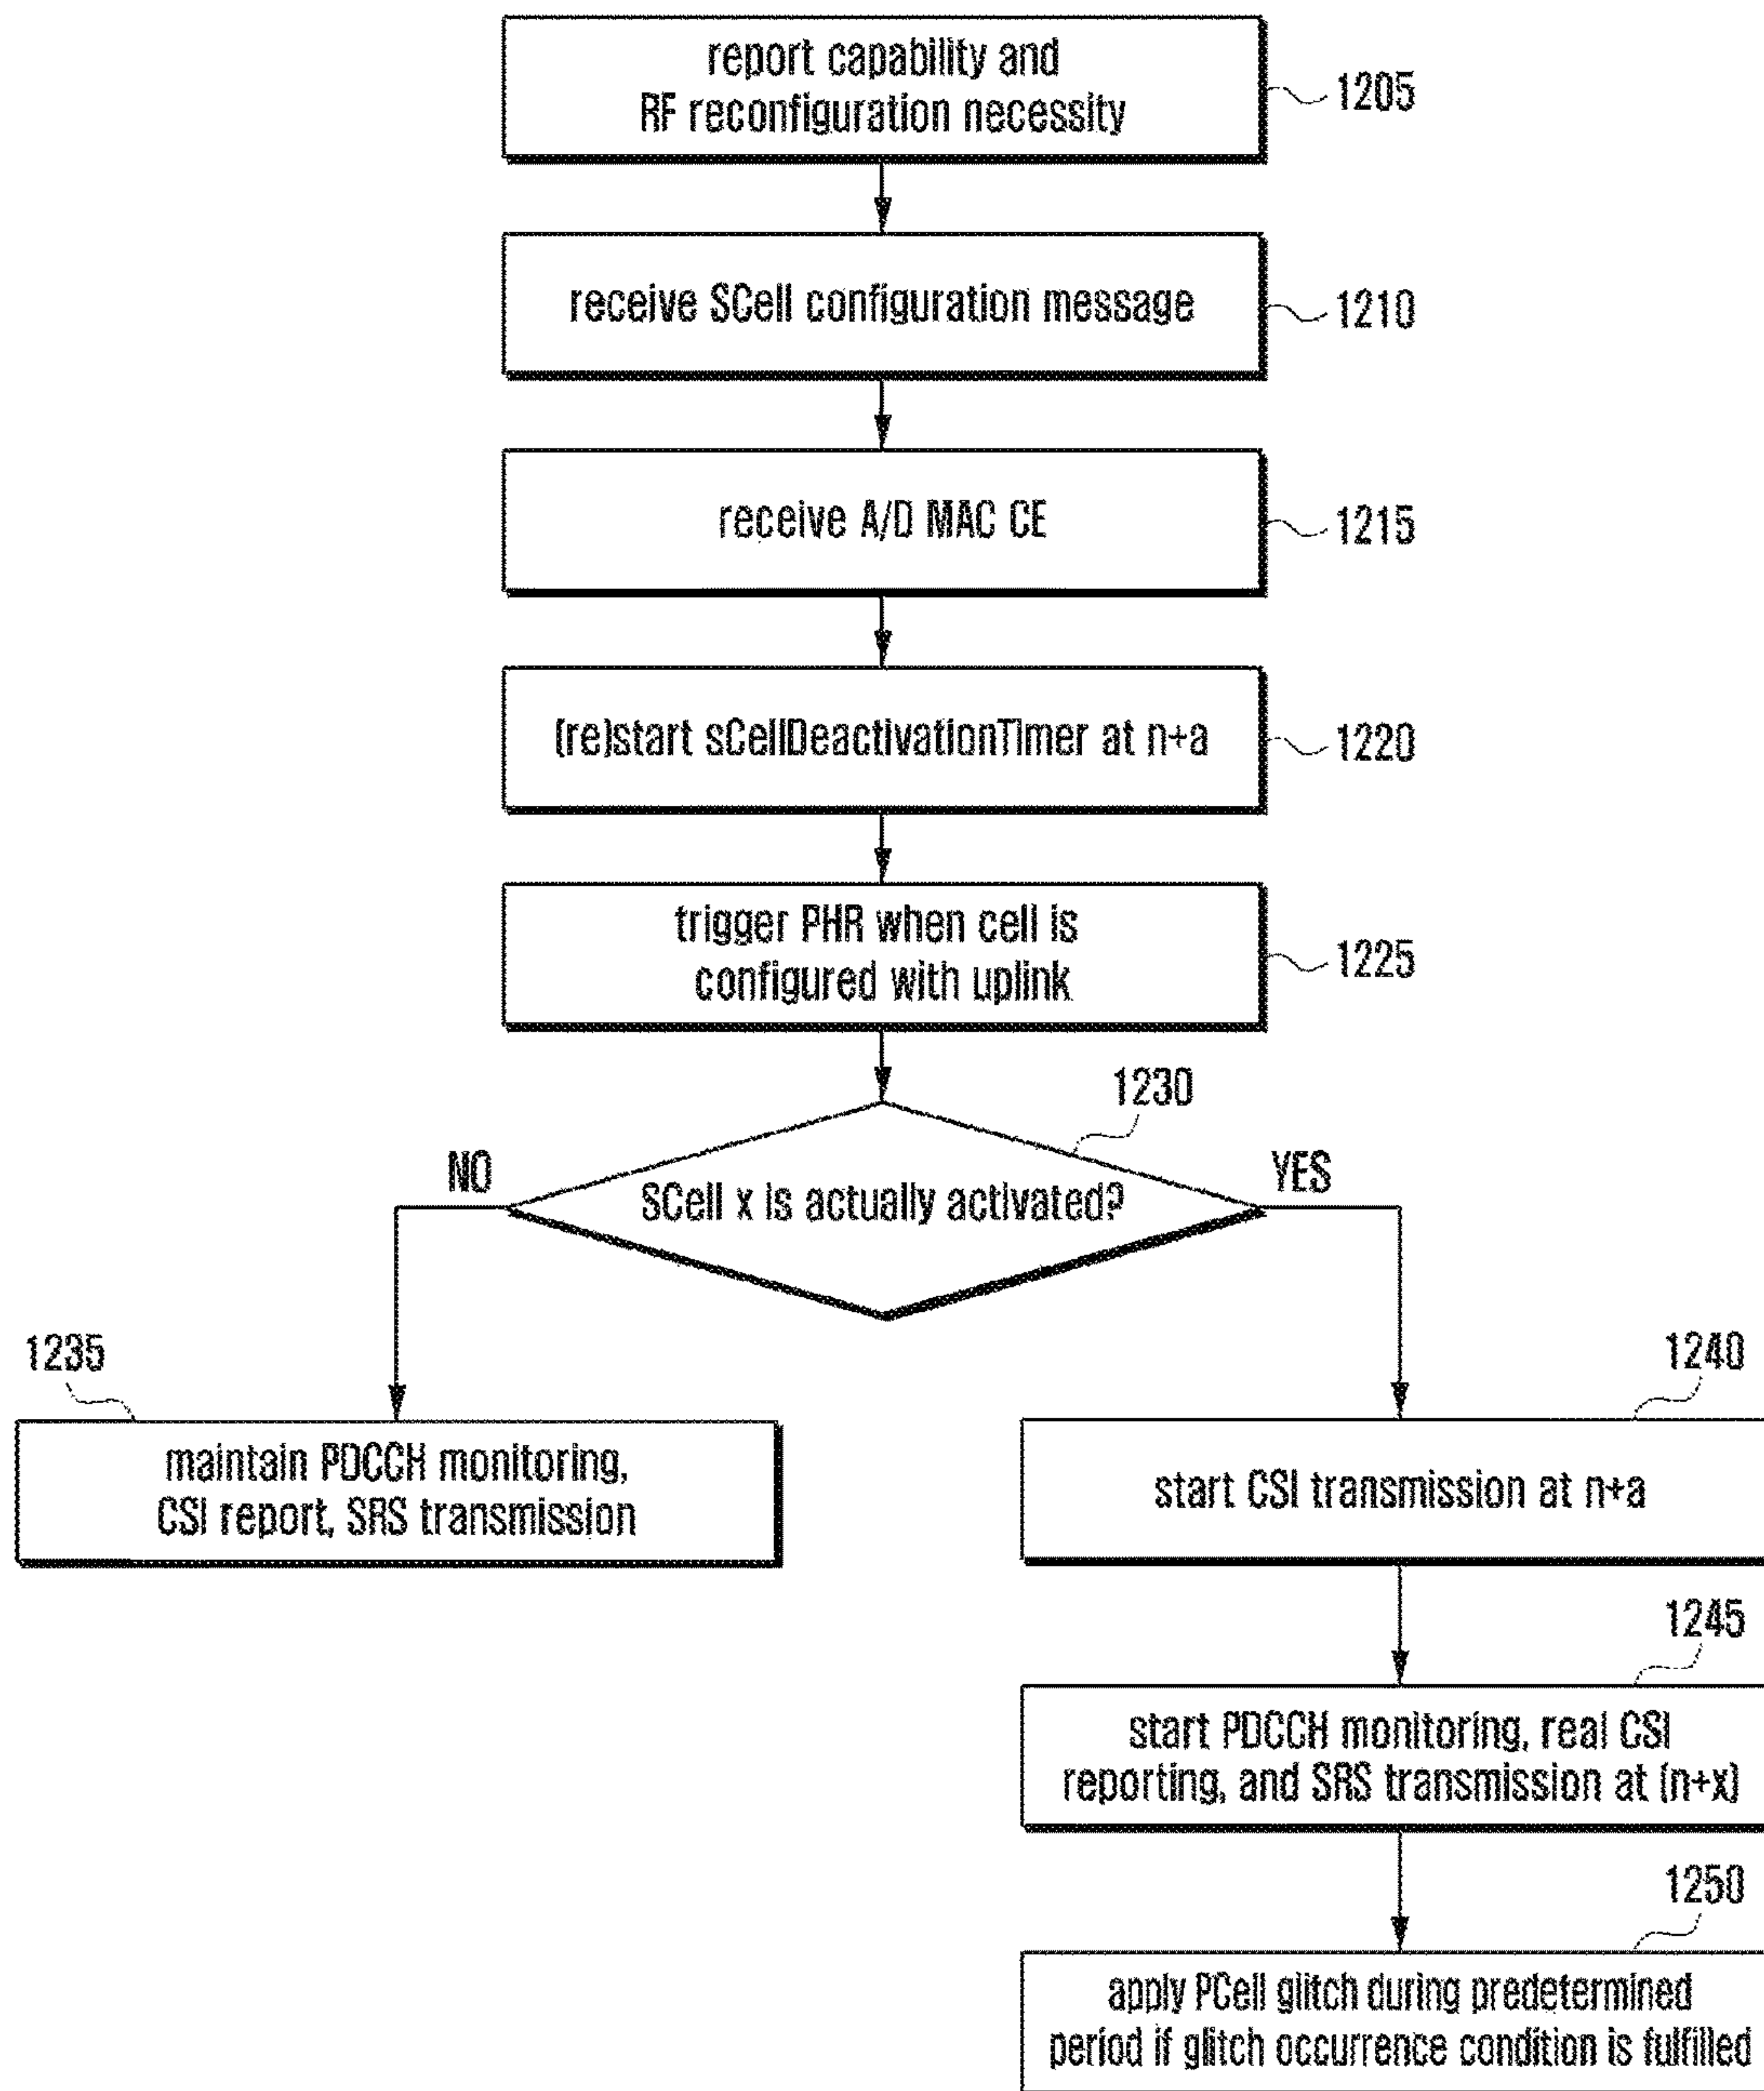 report capability and
RF reconfiguration necessity
1205
receive SCell configuration message
1210
receive A/D MAC CE
1215
(re)start sCellDeactivationTimer at n+a
1220
trigger PHR when cell is
configured with uplink
1225
1230
NO
SCell x is actually activated?
YES
1235
maintain PDCCH monitoring,
CSI report, SRS transmission
1240
start CSI transmission at n+a
1245
start PDCCH monitoring, real CSI
reporting, and SRS transmission at (n+x)
1250
apply PCell glitch during predetermined
period if glitch occurrence condition is fulfilled